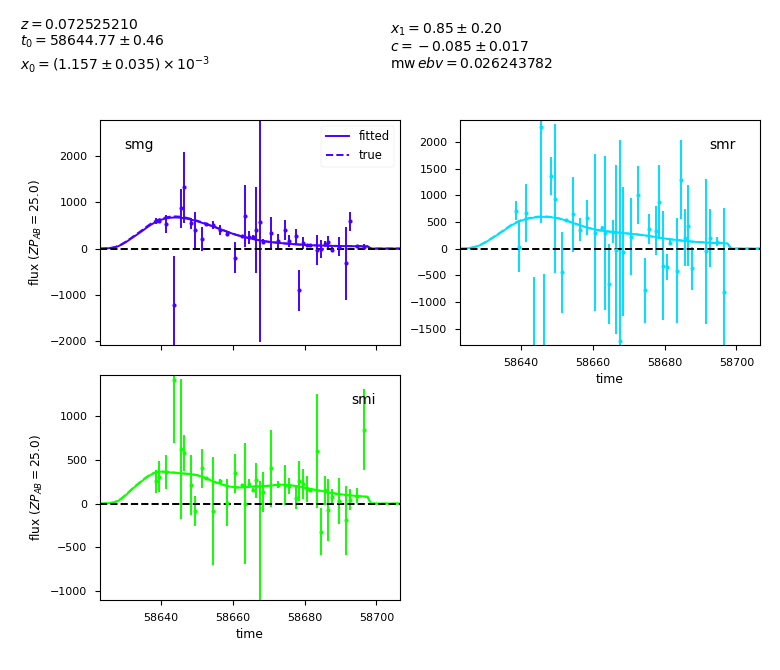 z = 0.072525210
t₀ = 58644.77 ± 0.46
x₀ = (1.157 ± 0.035) × 10⁻³
x₁ = 0.85 ± 0.20
c = −0.085 ± 0.017
mw ebv = 0.026243782
smg
fitted
true
2000
1000
0
−1000
−2000
flux (ZP_AB = 25.0)
smr
2000
1500
1000
500
0
−500
−1000
−1500
58640 58660 58680 58700
time
smi
1000
500
0
−500
−1000
flux (ZP_AB = 25.0)
58640 58660 58680 58700
time